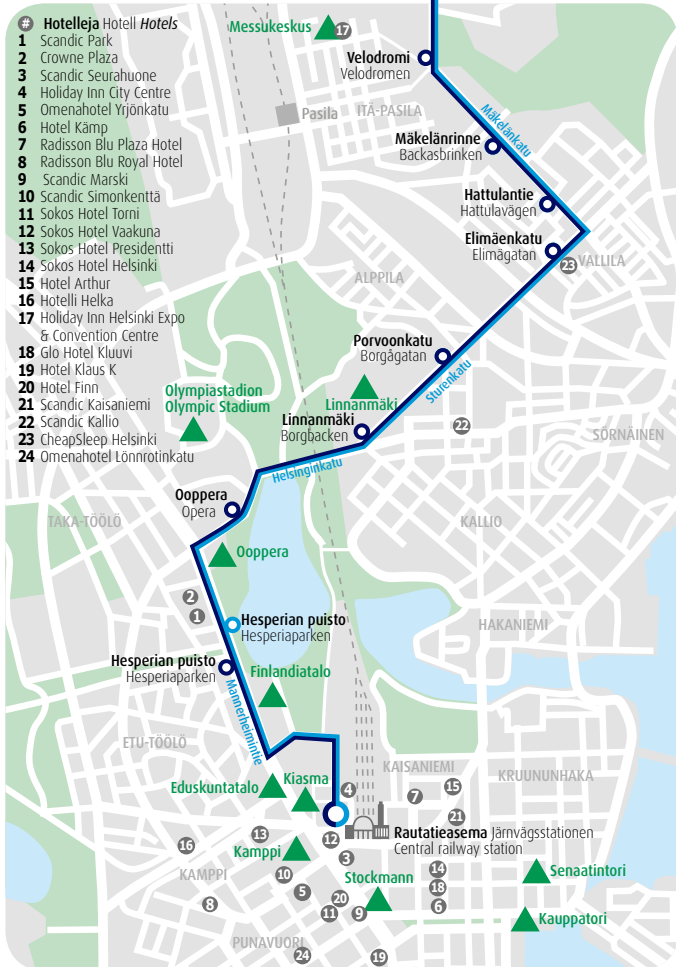 # Hotelleja Hotell Hotels
1 Scandic Park
2 Crowne Plaza
3 Scandic Seurahuone
4 Holiday Inn City Centre
5 Omenahotel Yrjönkatu
6 Hotel Kämp
7 Radisson Blu Plaza Hotel
8 Radisson Blu Royal Hotel
9 Scandic Marski
10 Scandic Simonkenttä
11 Sokos Hotel Torni
12 Sokos Hotel Vaakuna
13 Sokos Hotel Presidentti
14 Sokos Hotel Helsinki
15 Hotel Arthur
16 Hotelli Helka
17 Holiday Inn Helsinki Expo
& Convention Centre
18 Glo Hotel Kluuvi
19 Hotel Klaus K
20 Hotel Finn
21 Scandic Kaisaniemi
22 Scandic Kallio
23 CheapSleep Helsinki
24 Omenahotel Lönnrotinkatu
Messukeskus
17
Velodromi
Velodromen
Pasila
ITÄ-PASILA
Mäkelänkatu
Mäkelänrinne
Backasbrinken
Hattulantie
Hattulavägen
Elimäenkatu
Elimägatan
23
VALLILA
ALPPILA
Porvoonkatu
Borgågatan
Sturenkatu
Olympiastadion
Olympic Stadium
Linnanmäki
Linnanmäki
Borgbacken
22
SÖRNÄINEN
Helsinginkatu
Ooppera
Opera
TAKA-TÖÖLÖ
KALLIO
Ooppera
2
1
Hesperian puisto
Hesperiaparken
HAKANIEMI
Hesperian puisto
Hesperiaparken
Finlandiatalo
Mannerheimintie
ETU-TÖÖLÖ
KAISANIEMI
KRUUNUNHAKA
Eduskuntatalo
Kiasma
4
7
15
21
Rautatieasema Järnvägsstationen
Central railway station
13
12
16
Kamppi
3
KAMPPI
10
14
Senaatintori
Stockmann
18
5
20
6
8
11
9
Kauppatori
PUNAVUORI
24
19